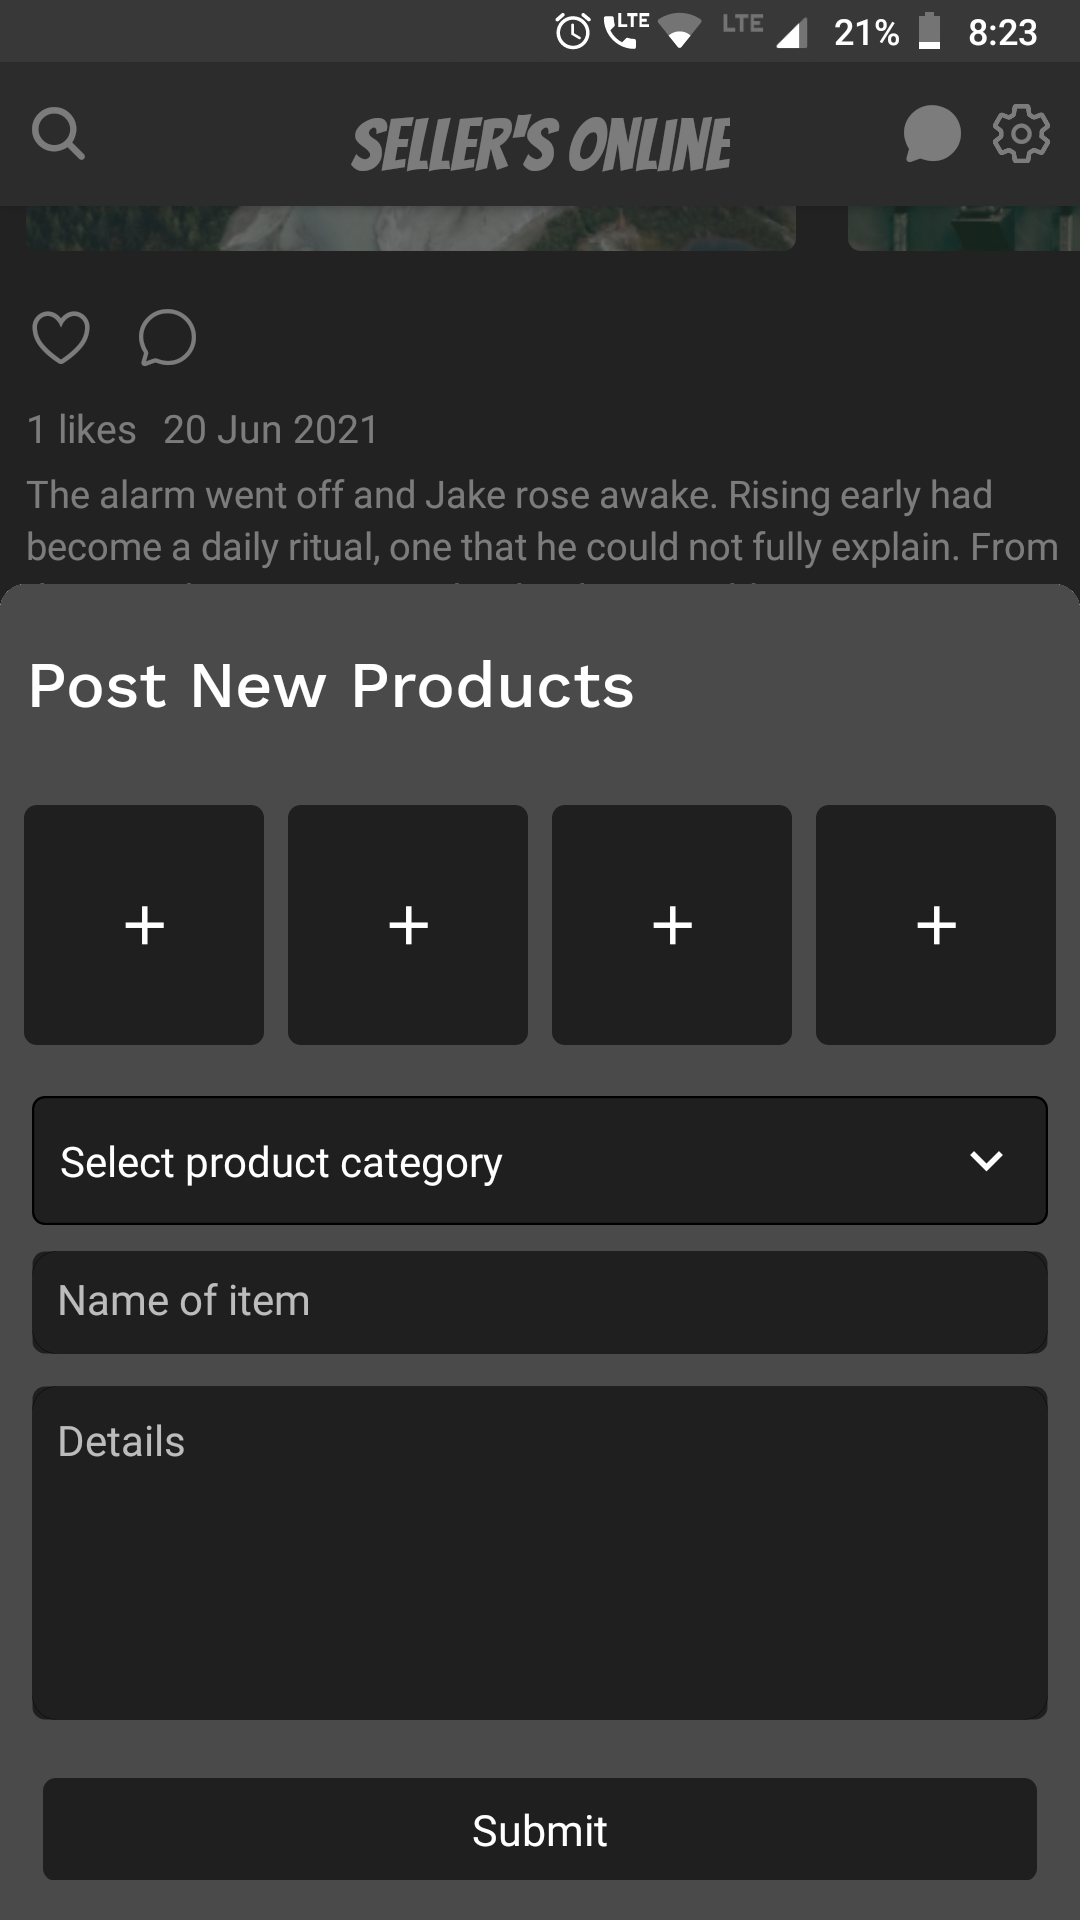 LTE LTE 21% 8:23
SELLER'S ONLINE
1 likes 20 Jun 2021
The alarm went off and Jake rose awake. Rising early had
become a daily ritual, one that he could not fully explain. From
Post New Products
+ + + +
Select product category
Name of item
Details
Submit